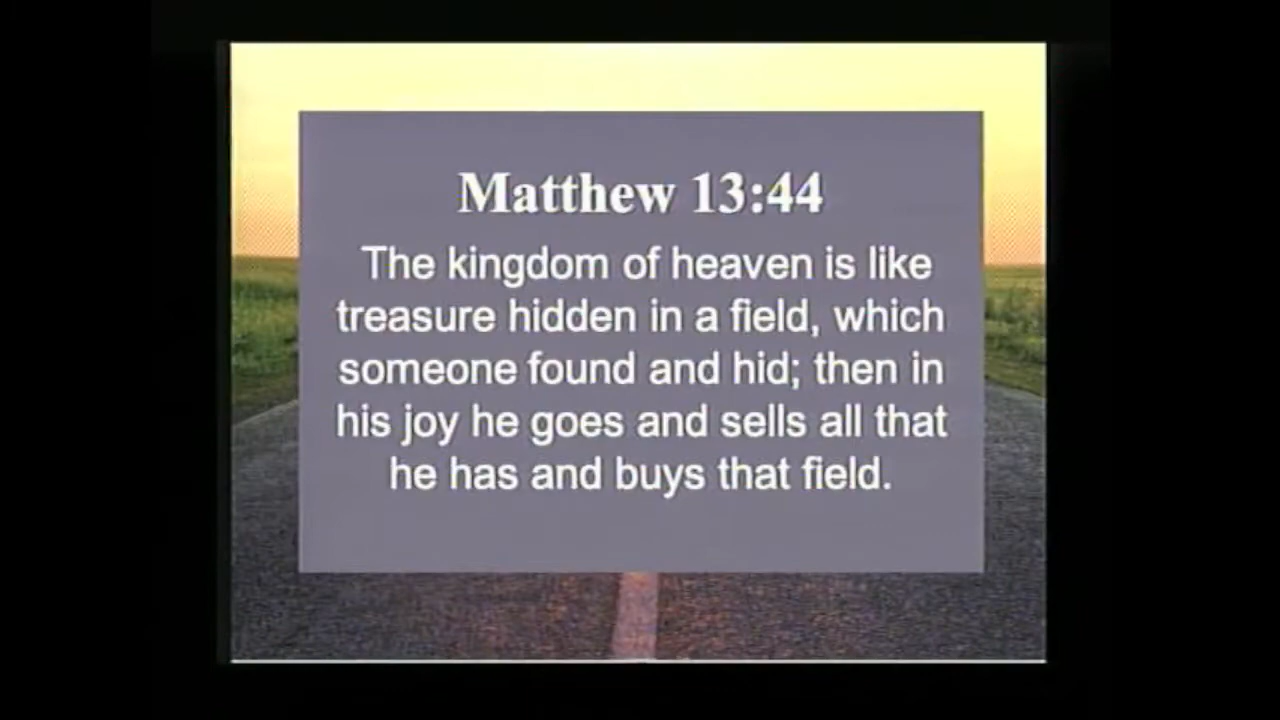 Matthew 13:44
The kingdom of heaven is like
treasure hidden in a field, which
someone found and hid; then in
his joy he goes and sells all that
he has and buys that field.